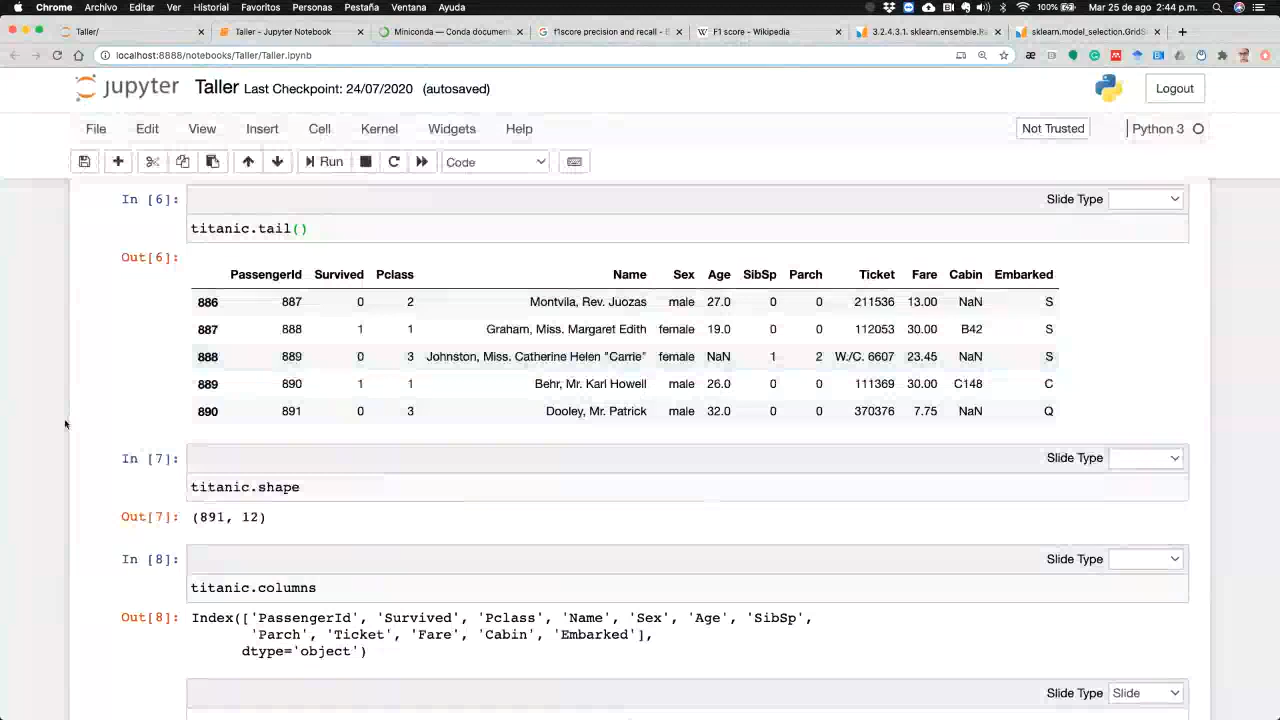 Chrome Archivo Editar Ver Historial Favoritos Personas Pestaña Ventana Ayuda 100% Mar 25 de ago 2:44 p.m.
Taller/ Taller - Jupyter Notebook Miniconda — Conda document f1score precision and recall - B W F1 score - Wikipedia 3.2.4.3.1. sklearn.ensemble.Ra sklearn.model_selection.GridS
localhost:8888/notebooks/Taller/Taller.ipynb
jupyter Taller Last Checkpoint: 24/07/2020 (autosaved) Logout
File Edit View Insert Cell Kernel Widgets Help Not Trusted Python 3
Run Code
In [6]: Slide Type
titanic.tail()
Out[6]:
PassengerId Survived Pclass Name Sex Age SibSp Parch Ticket Fare Cabin Embarked
886 887 0 2 Montvila, Rev. Juozas male 27.0 0 0 211536 13.00 NaN S
887 888 1 1 Graham, Miss. Margaret Edith female 19.0 0 0 112053 30.00 B42 S
888 889 0 3 Johnston, Miss. Catherine Helen "Carrie" female NaN 1 2 W./C. 6607 23.45 NaN S
889 890 1 1 Behr, Mr. Karl Howell male 26.0 0 0 111369 30.00 C148 C
890 891 0 3 Dooley, Mr. Patrick male 32.0 0 0 370376 7.75 NaN Q
In [7]: Slide Type
titanic.shape
Out[7]: (891, 12)
In [8]: Slide Type
titanic.columns
Out[8]: Index(['PassengerId', 'Survived', 'Pclass', 'Name', 'Sex', 'Age', 'SibSp',
'Parch', 'Ticket', 'Fare', 'Cabin', 'Embarked'],
dtype='object')
Slide Type Slide